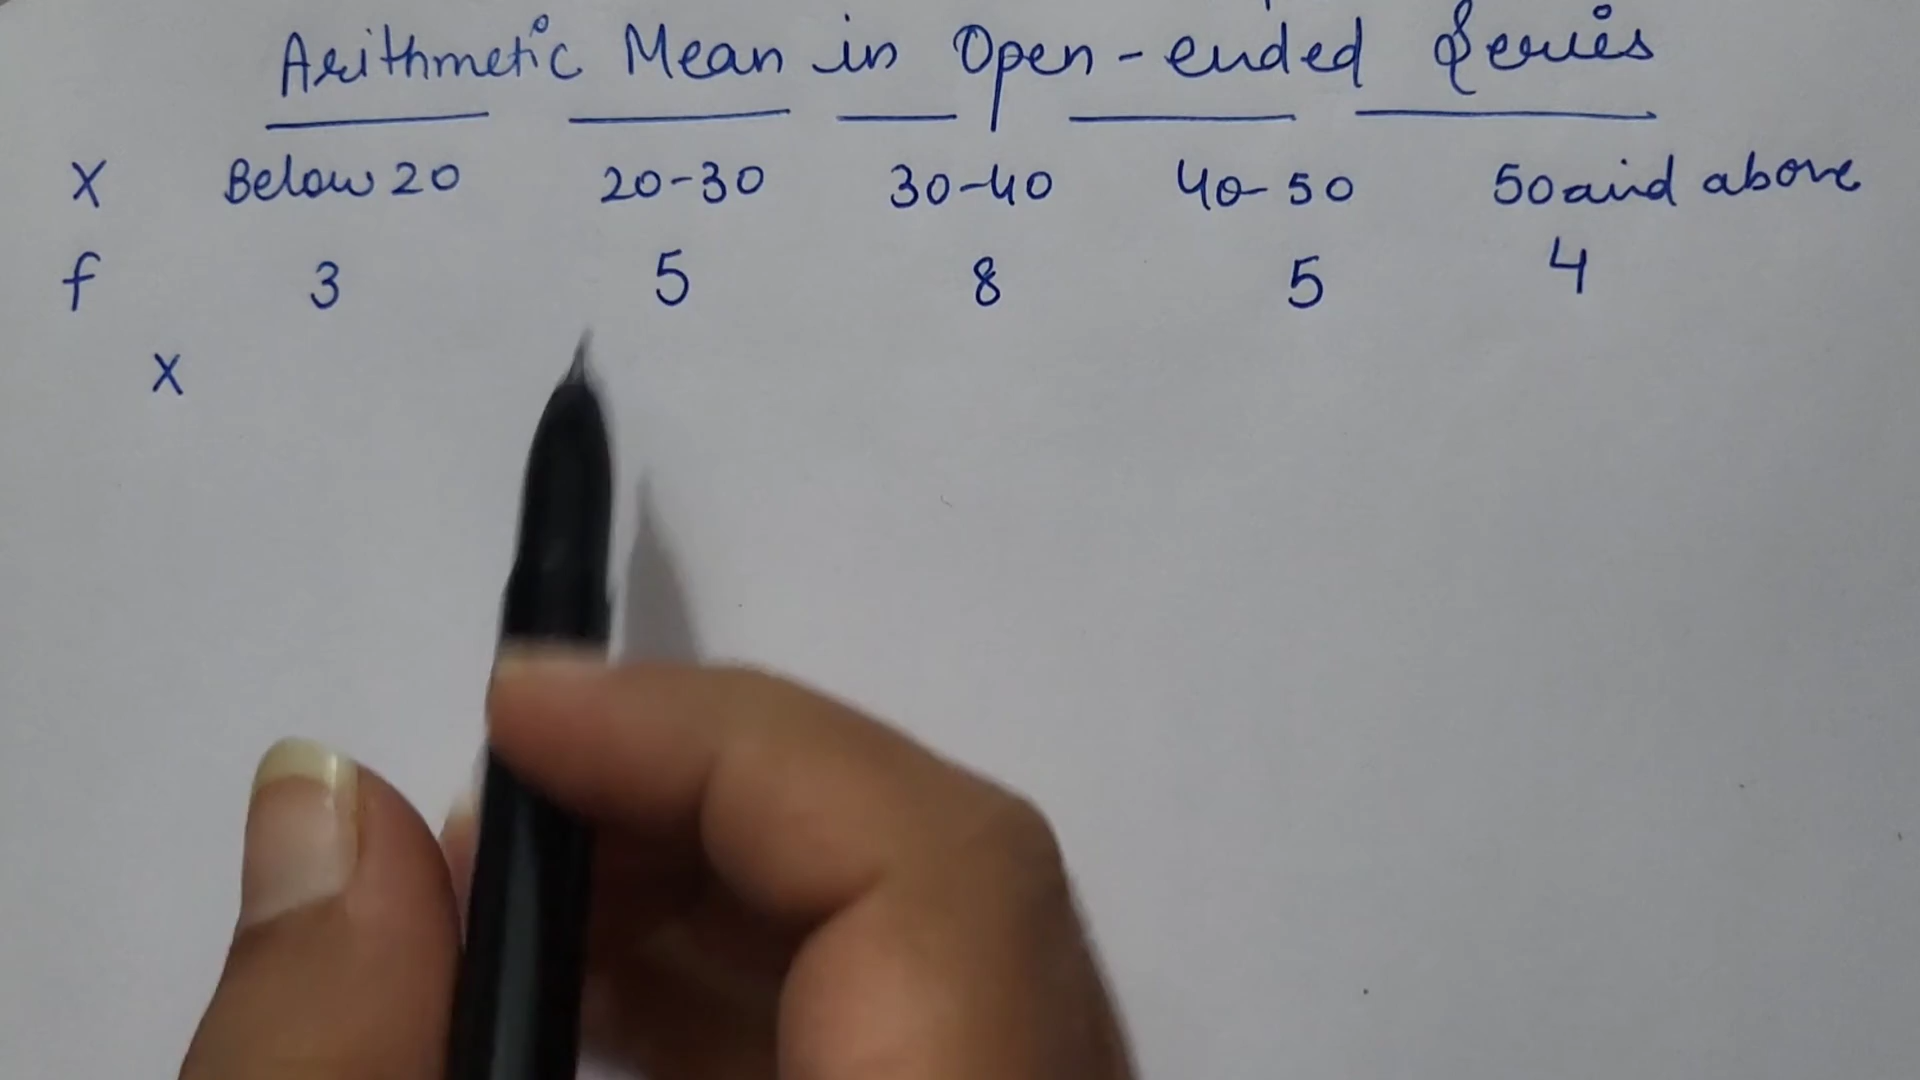 Arithmetic Mean in Open-ended Series
X Below 20 20-30 30-40 40-50 50 and above
f 3 5 8 5 4
X